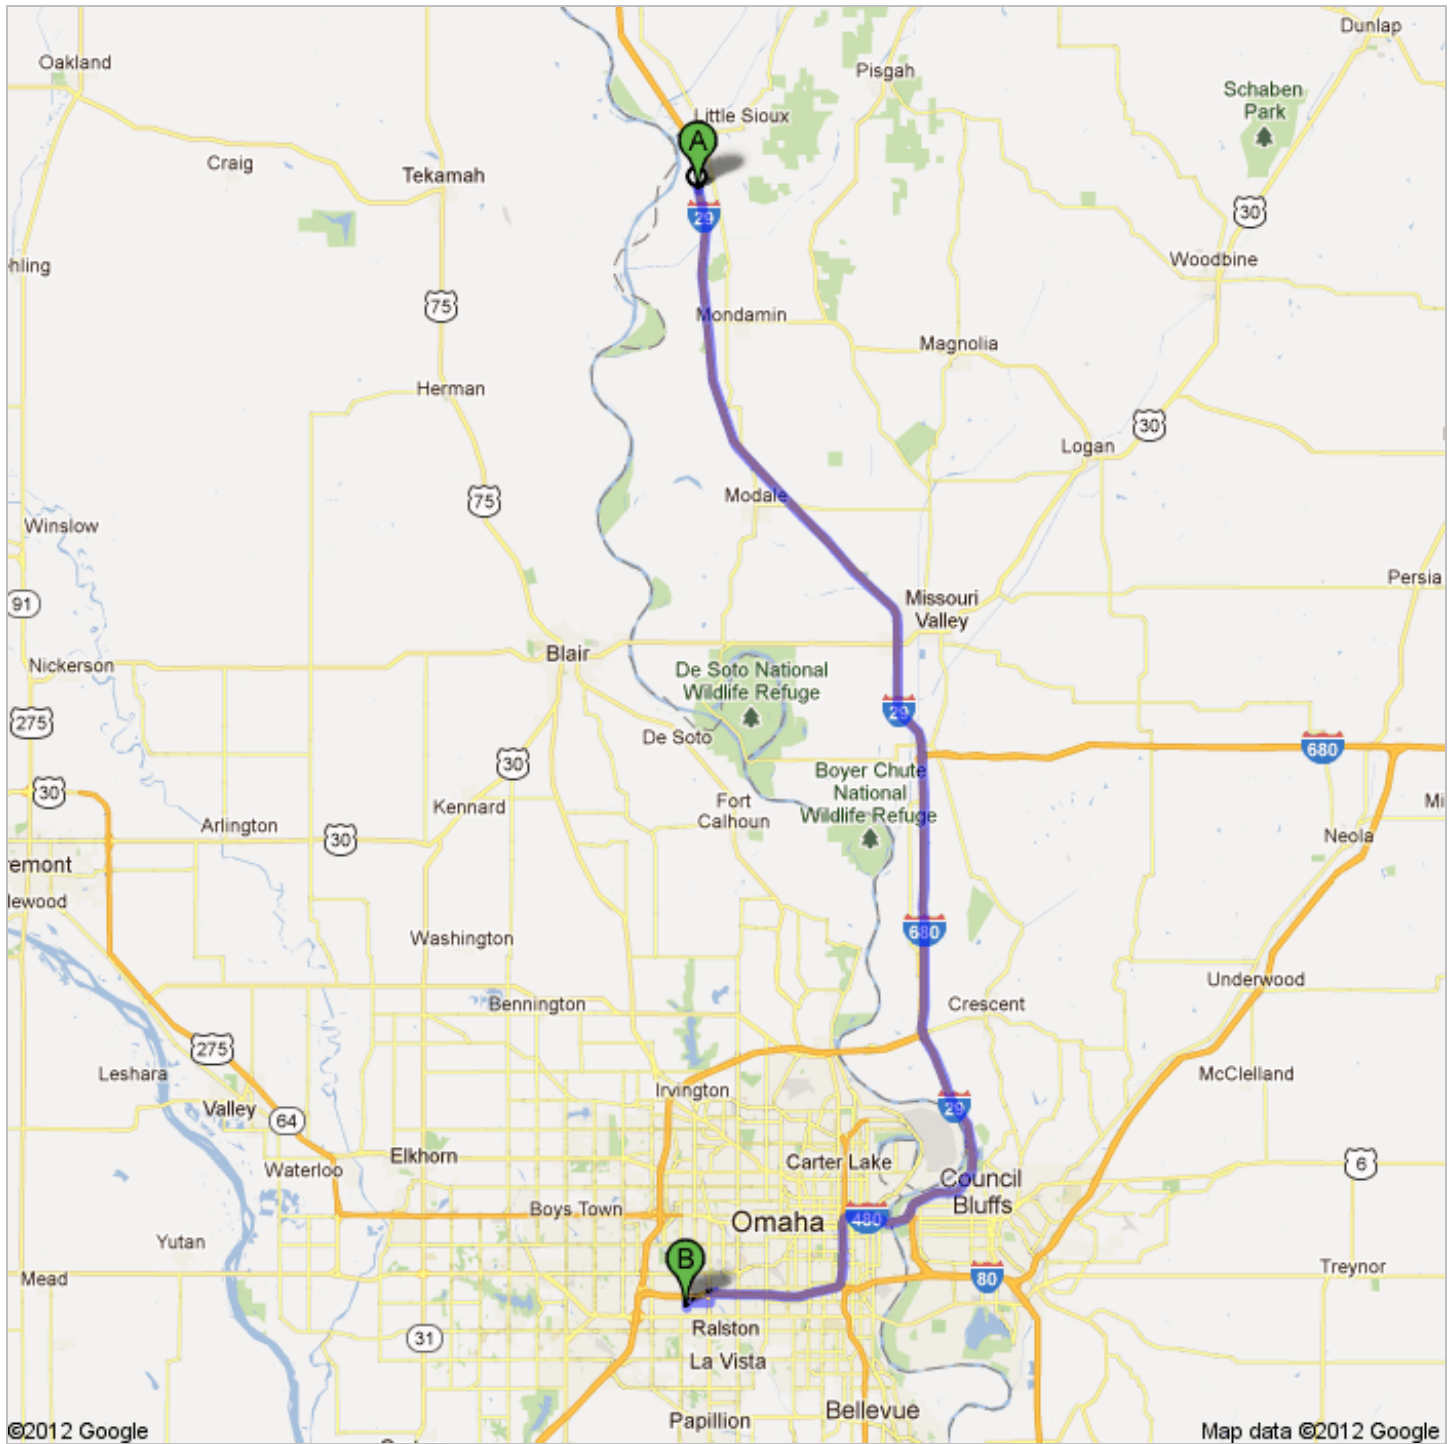 Dunlap
Oakland
Pisgah
Schaben
Park
Little Sioux
A
Craig
Tekamah
30
29
Woodbine
hling
75
Mondamin
Magnolia
Herman
30
Logan
75
Modale
Winslow
Persia
91
Missouri
Valley
Blair
Nickerson
De Soto National
Wildlife Refuge
275
29
De Soto
680
30
Boyer Chute
National
Wildlife Refuge
30
Kennard
Fort
Calhoun
Mi
Arlington
30
Neola
remont
lewood
680
Washington
Underwood
Bennington
Crescent
275
Leshara
McClelland
Irvington
Valley
29
64
Elkhorn
Carter Lake
6
Waterloo
Council
Bluffs
Boys Town
Omaha
480
Yutan
B
Mead
80
Treynor
Ralston
31
La Vista
Papillion
Bellevue
©2012 Google
Map data ©2012 Google